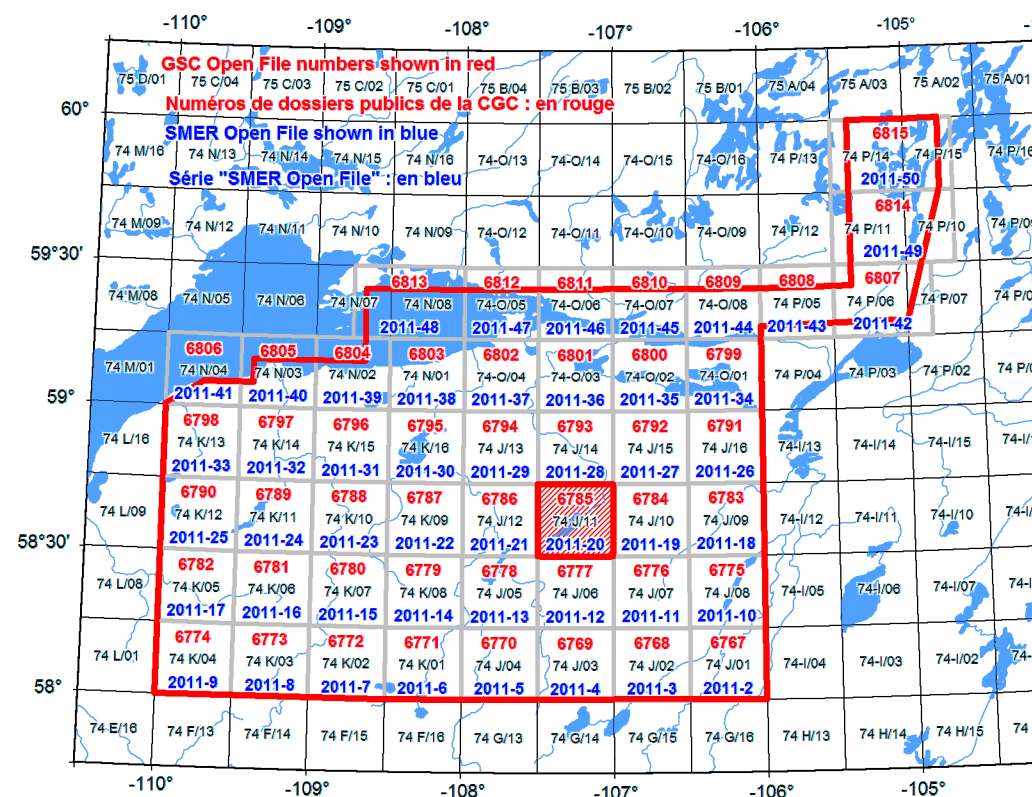 -110° -109° -108° -107° -106° -105°
GSC Open File numbers shown in red
75 D/01 75 C/04 75 C/03 75 C/02 75 C/01 75 B/04 75 B/03 75 B/02 75 B/01 75 A/04 75 A/03 75 A/02 75 A/01
60°
Numéros de dossiers publics de la CGC : en rouge
SMER Open File shown in blue
6815
74 M/16 74 N/13 74 N/14 74 N/15 74 N/16 74-O/13 74-O/14 74-O/15 74-O/16 74 P/13 74 P/14 74 P/15 74 P/16
Série "SMER Open File" : en bleu
2011-50
6814
74 M/09 74 N/12 74 N/11 74 N/10 74 N/09 74-O/12 74-O/11 74-O/10 74-O/09 74 P/12 74 P/11 74 P/10 74 P/09
59°30'
2011-49
6813 6812 6811 6810 6809 6808 6807
74 M/08 74 N/05 74 N/06 74 N/07 74 N/08 74-O/05 74-O/06 74-O/07 74-O/08 74 P/05 74 P/06 74 P/07 74 P/0
2011-48 2011-47 2011-46 2011-45 2011-44 2011-43 2011-42
6806 6805 6804 6803 6802 6801 6800 6799
74 M/01 74 N/04 74 N/03 74 N/02 74 N/01 74-O/04 74-O/03 74-O/02 74-O/01 74 P/04 74 P/03 74 P/02 74 P/0
59°
2011-41 2011-40 2011-39 2011-38 2011-37 2011-36 2011-35 2011-34
6798 6797 6796 6795 6794 6793 6792 6791
74 L/16 74 K/13 74 K/14 74 K/15 74 K/16 74 J/13 74 J/14 74 J/15 74 J/16 74-I/13 74-I/14 74-I/15 74-I/
2011-33 2011-32 2011-31 2011-30 2011-29 2011-28 2011-27 2011-26
6790 6789 6788 6787 6786 6785 6784 6783
74 L/09 74 K/12 74 K/11 74 K/10 74 K/09 74 J/12 74 J/11 74 J/10 74 J/09 74-I/12 74-I/11 74-I/10 74-I/0
58°30'
2011-25 2011-24 2011-23 2011-22 2011-21 2011-20 2011-19 2011-18
6782 6781 6780 6779 6778 6777 6776 6775
74 L/08 74 K/05 74 K/06 74 K/07 74 K/08 74 J/05 74 J/06 74 J/07 74 J/08 74-I/05 74-I/06 74-I/07 74-I/
2011-17 2011-16 2011-15 2011-14 2011-13 2011-12 2011-11 2011-10
6774 6773 6772 6771 6770 6769 6768 6767
74 L/01 74 K/04 74 K/03 74 K/02 74 K/01 74 J/04 74 J/03 74 J/02 74 J/01 74-I/04 74-I/03 74-I/02 74-
58°
2011-9 2011-8 2011-7 2011-6 2011-5 2011-4 2011-3 2011-2
74 E/16 74 F/13 74 F/14 74 F/15 74 F/16 74 G/13 74 G/14 74 G/15 74 G/16 74 H/13 74 H/14 74 H/15 74
-110° -109° -108° -107° -106° -105°